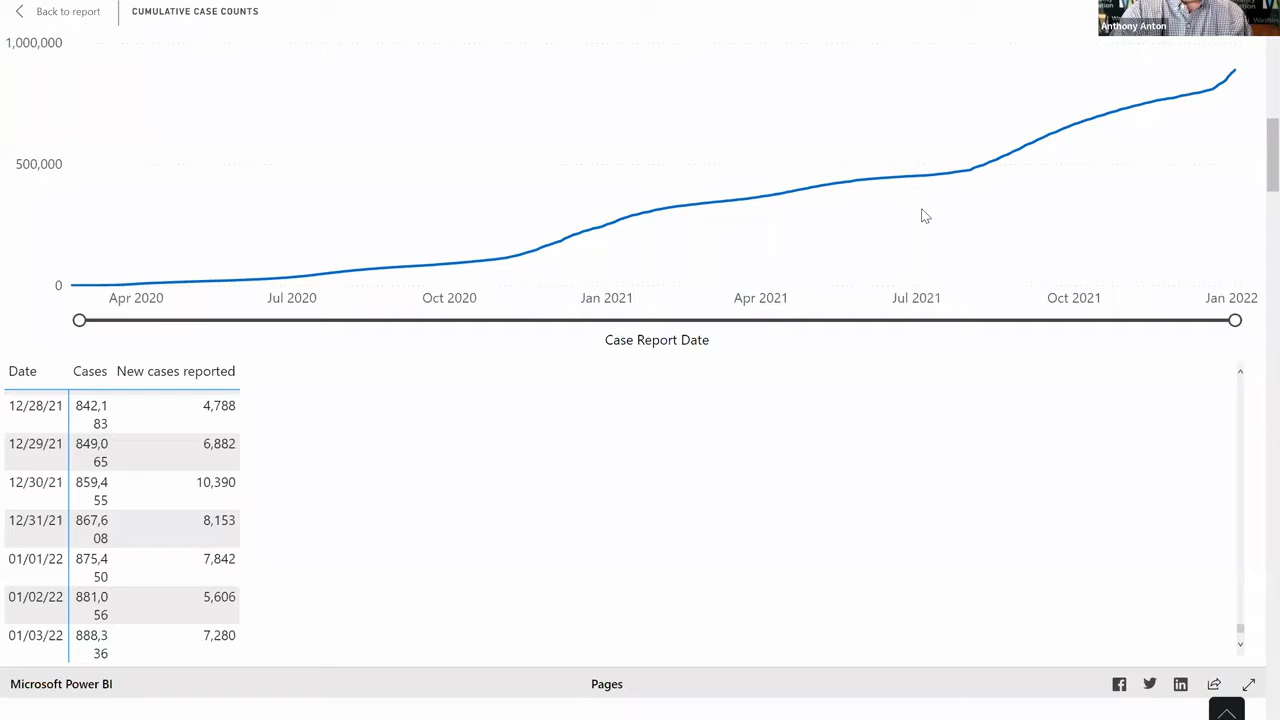 Back to report
CUMULATIVE CASE COUNTS
Anthony Anton
1,000,000
500,000
0
Apr 2020 Jul 2020 Oct 2020 Jan 2021 Apr 2021 Jul 2021 Oct 2021 Jan 2022
Case Report Date
Date Cases New cases reported
12/28/21 842,1 4,788
83
12/29/21 849,0 6,882
65
12/30/21 859,4 10,390
55
12/31/21 867,6 8,153
08
01/01/22 875,4 7,842
50
01/02/22 881,0 5,606
56
01/03/22 888,3 7,280
36
Microsoft Power BI
Pages